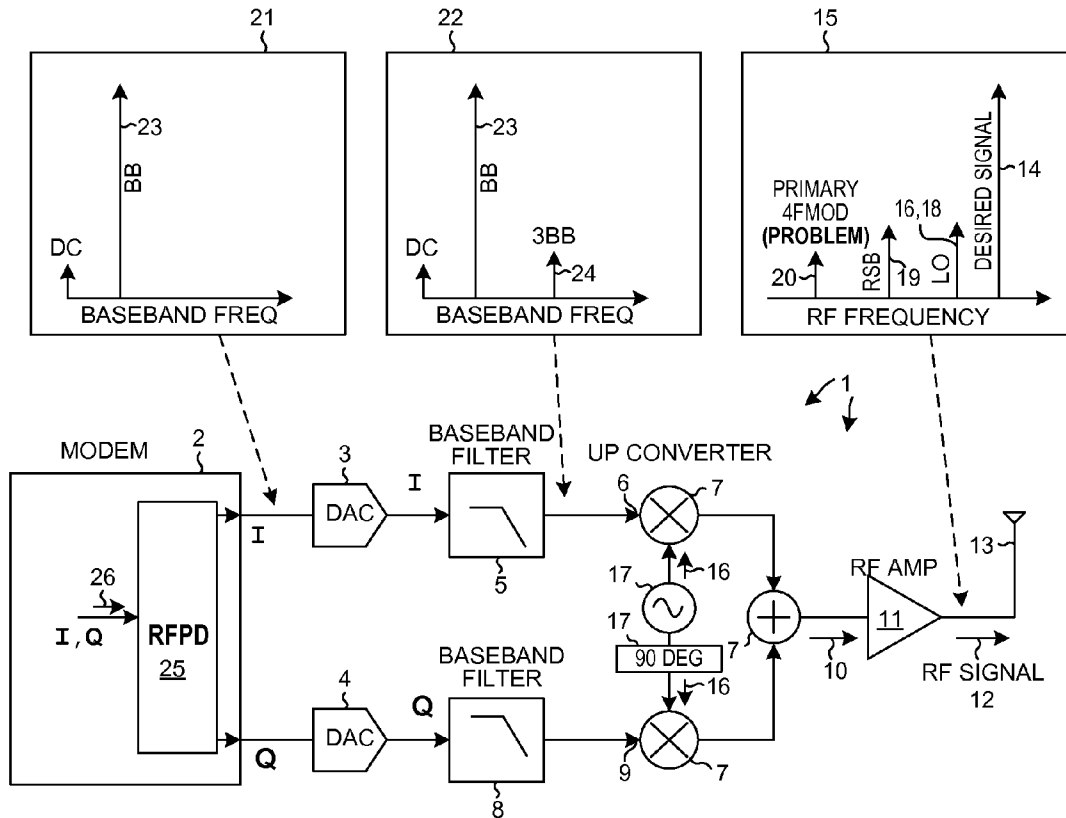 21
22
15
23
BB
DC
BASEBAND FREQ
23
BB
DC
3BB
24
BASEBAND FREQ
DESIRED SIGNAL
14
PRIMARY
4FMOD
(PROBLEM)
20
RSB
19
16,18
LO
RF FREQUENCY
1
MODEM
2
3
BASEBAND
FILTER
UP CONVERTER
I
DAC
I
5
6
7
16
17
17
90 DEG
16
7
26
I,Q
RFPD
25
RF AMP
11
13
10
RF SIGNAL
12
BASEBAND
FILTER
4
Q
DAC
Q
8
9
7